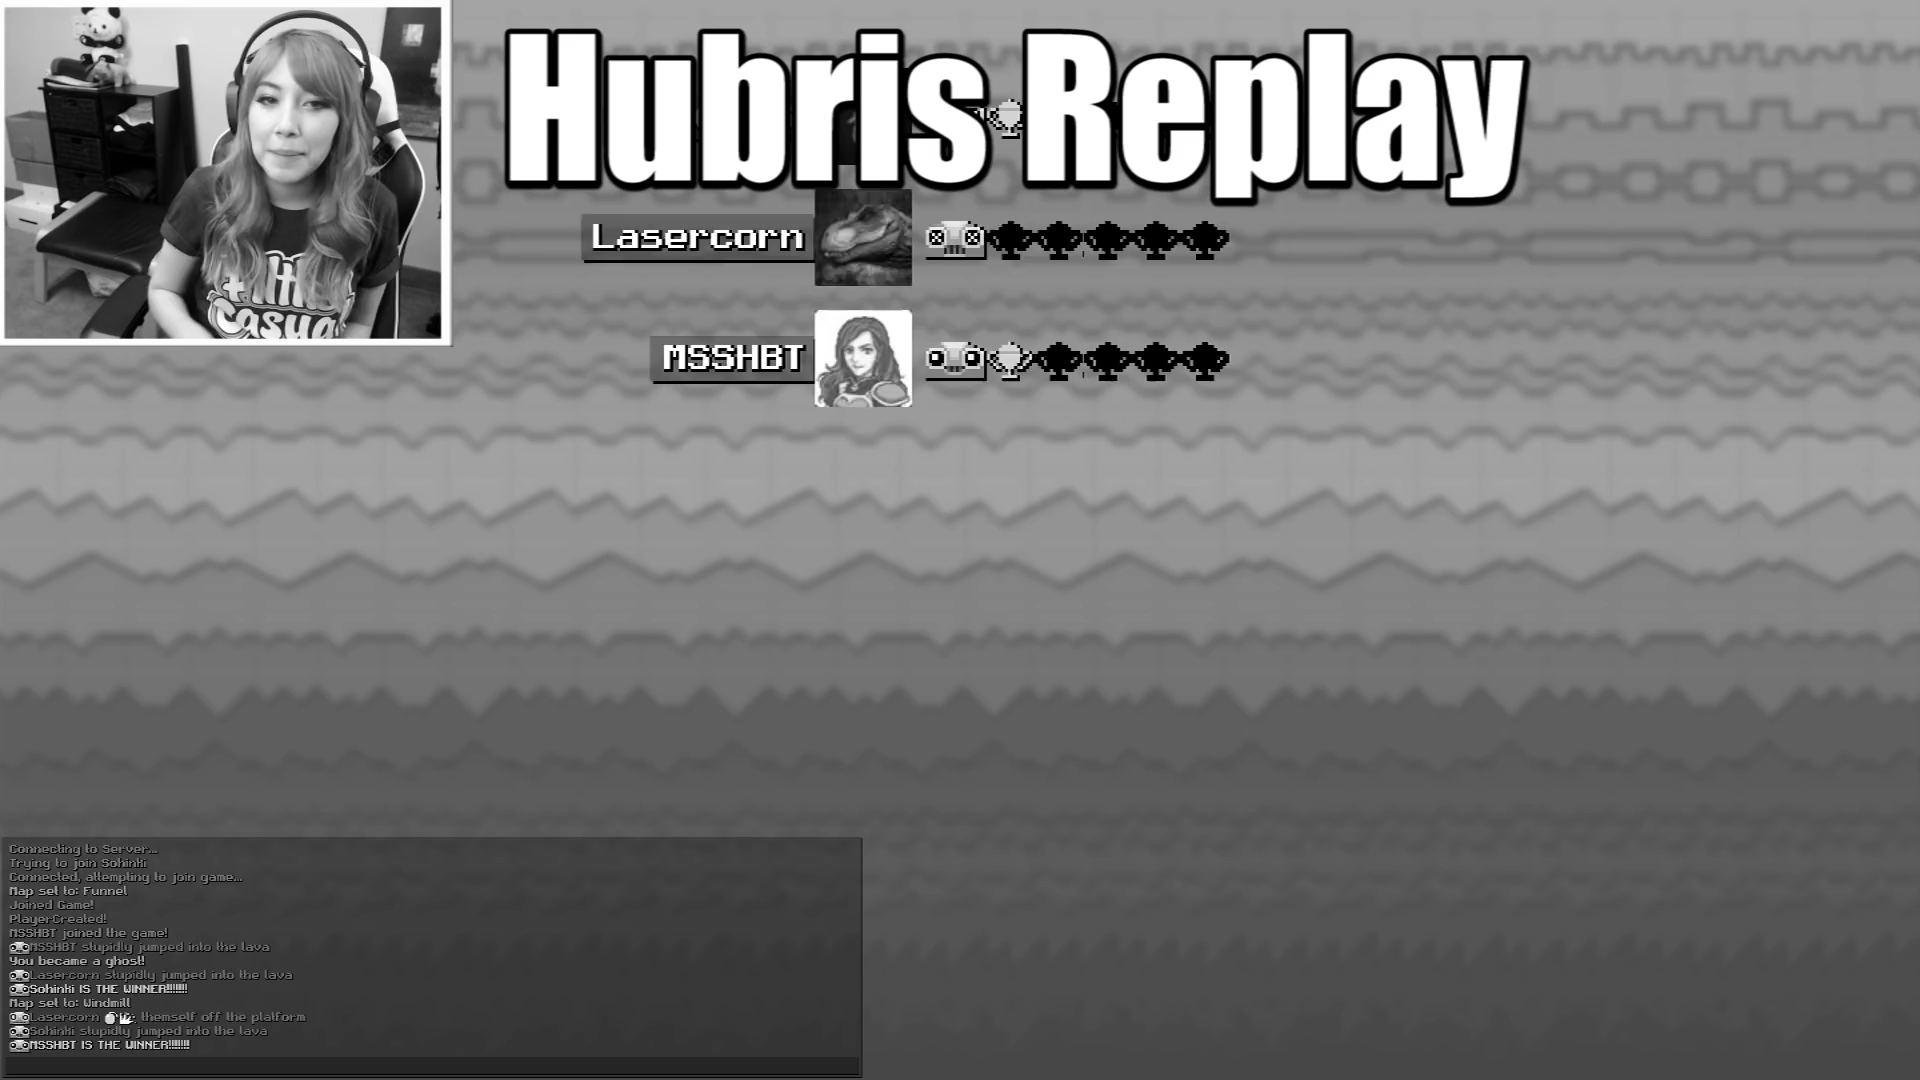 Hubris Replay
Lasercorn
MSSHBT
filthy
casual
Connecting to Server...
Trying to join Sohinki
Connected, attempting to join game...
Map set to: Funnel
Joined Game!
PlayerCreated!
MSSHBT joined the game!
MSSHBT stupidly jumped into the lava
You became a ghost!
Lasercorn stupidly jumped into the lava
Sohinki IS THE WINNER!!!!!!!
Map set to: Windmill
Lasercorn themself off the platform
Sohinki stupidly jumped into the lava
MSSHBT IS THE WINNER!!!!!!!